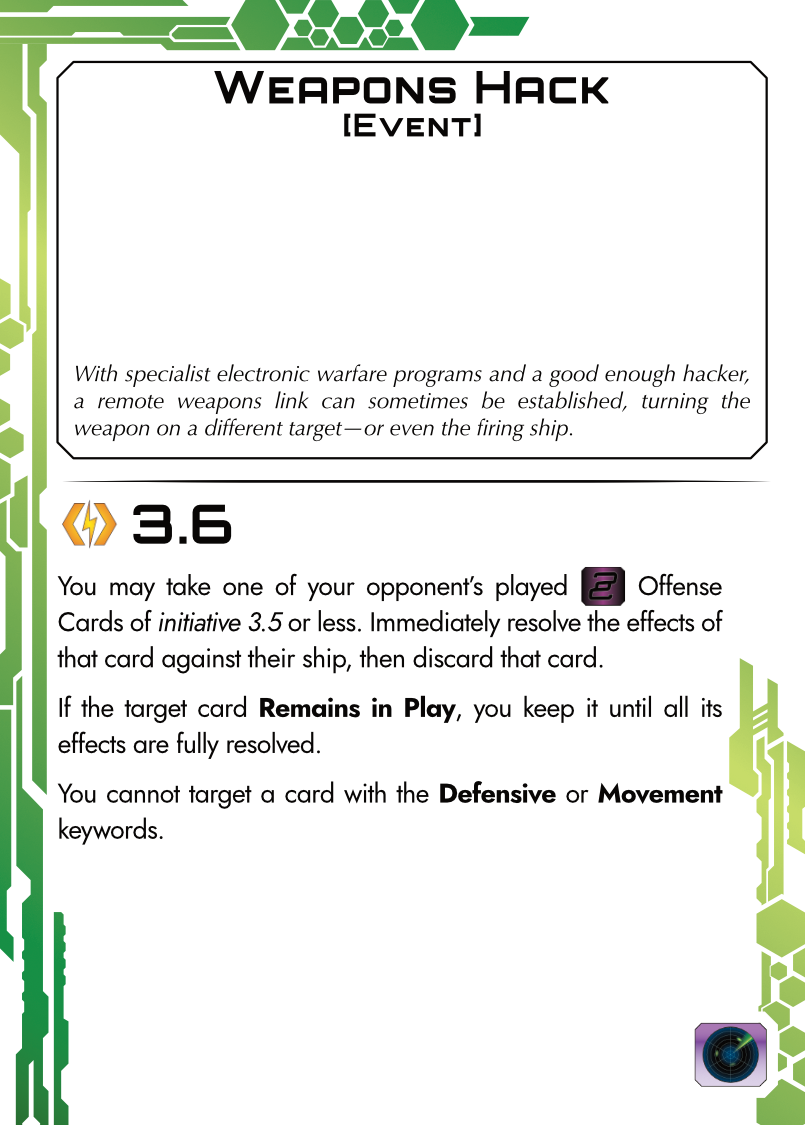 Weapons Hack
[Event]
With specialist electronic warfare programs and a good enough hacker,
a remote weapons link can sometimes be established, turning the
weapon on a different target—or even the firing ship.
3.6
You may take one of your opponent’s played 2 Offense
Cards of initiative 3.5 or less. Immediately resolve the effects of
that card against their ship, then discard that card.
If the target card Remains in Play, you keep it until all its
effects are fully resolved.
You cannot target a card with the Defensive or Movement
keywords.